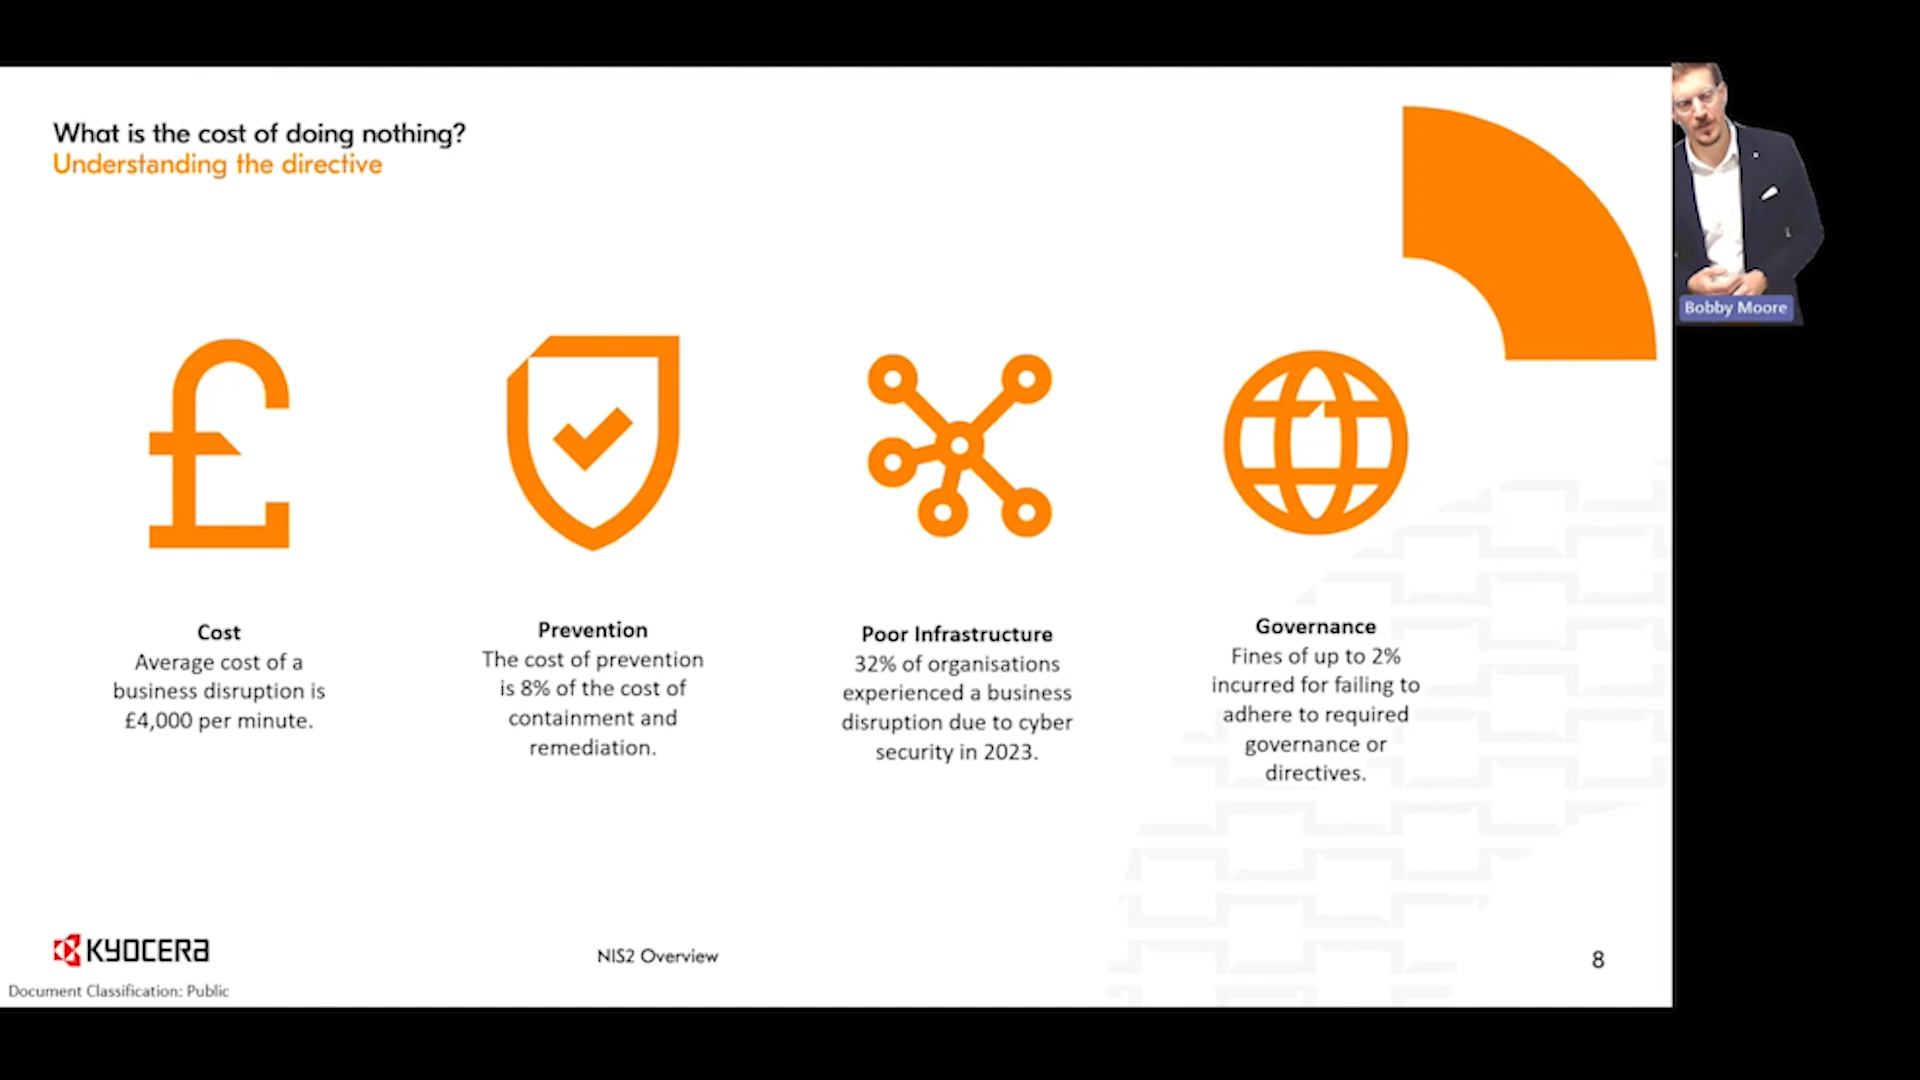 What is the cost of doing nothing?
Understanding the directive
Bobby Moore
Cost
Average cost of a
business disruption is
£4,000 per minute.
Prevention
The cost of prevention
is 8% of the cost of
containment and
remediation.
Poor Infrastructure
32% of organisations
experienced a business
disruption due to cyber
security in 2023.
Governance
Fines of up to 2%
incurred for failing to
adhere to required
governance or
directives.
KYOCERA
NIS2 Overview
8
Document Classification: Public